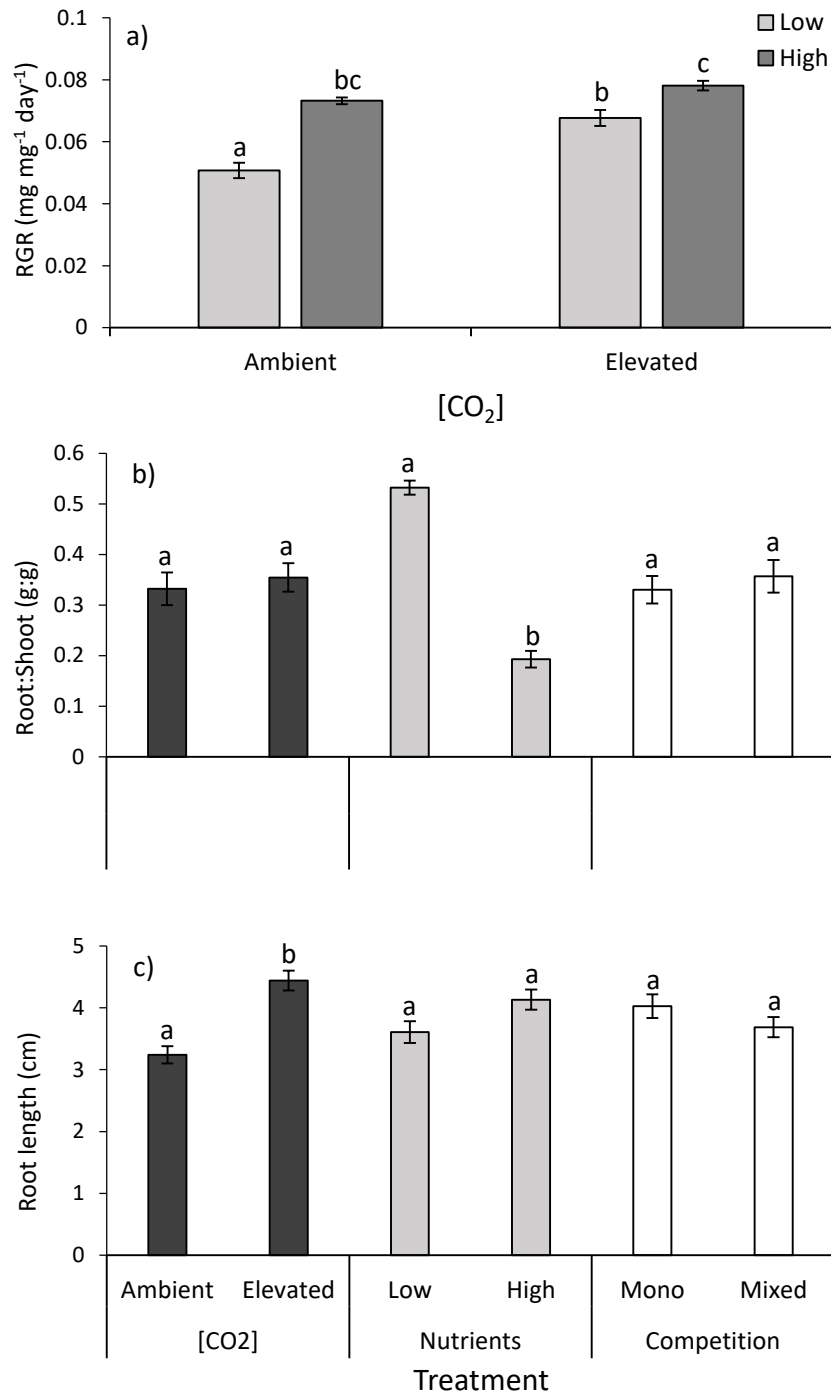 a)
Low
High
0.1
0.08
0.06
0.04
0.02
0
RGR (mg mg⁻¹ day⁻¹)
a
bc
b
c
Ambient
Elevated
[CO₂]
b)
0.6
0.5
0.4
0.3
0.2
0.1
0
Root:Shoot (g:g)
a
a
a
b
a
a
c)
5
4
3
2
1
0
Root length (cm)
a
b
a
a
a
a
Ambient Elevated Low High Mono Mixed
[CO2] Nutrients Competition
Treatment